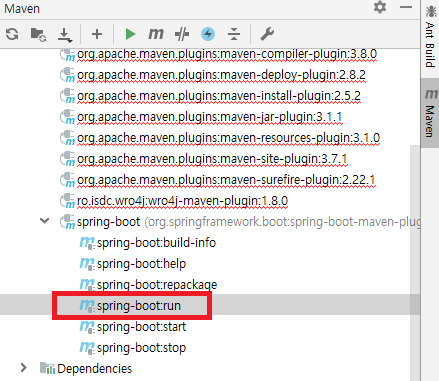 Maven
org.apache.maven.plugins:maven-compiler-plugin:3.8.0
org.apache.maven.plugins:maven-deploy-plugin:2.8.2
org.apache.maven.plugins:maven-install-plugin:2.5.2
org.apache.maven.plugins:maven-jar-plugin:3.1.1
org.apache.maven.plugins:maven-resources-plugin:3.1.0
org.apache.maven.plugins:maven-site-plugin:3.7.1
org.apache.maven.plugins:maven-surefire-plugin:2.22.1
ro.isdc.wro4j:wro4j-maven-plugin:1.8.0
spring-boot (org.springframework.boot:spring-boot-maven-plug
spring-boot:build-info
spring-boot:help
spring-boot:repackage
spring-boot:run
spring-boot:start
spring-boot:stop
Dependencies
Ant Build
m Maven